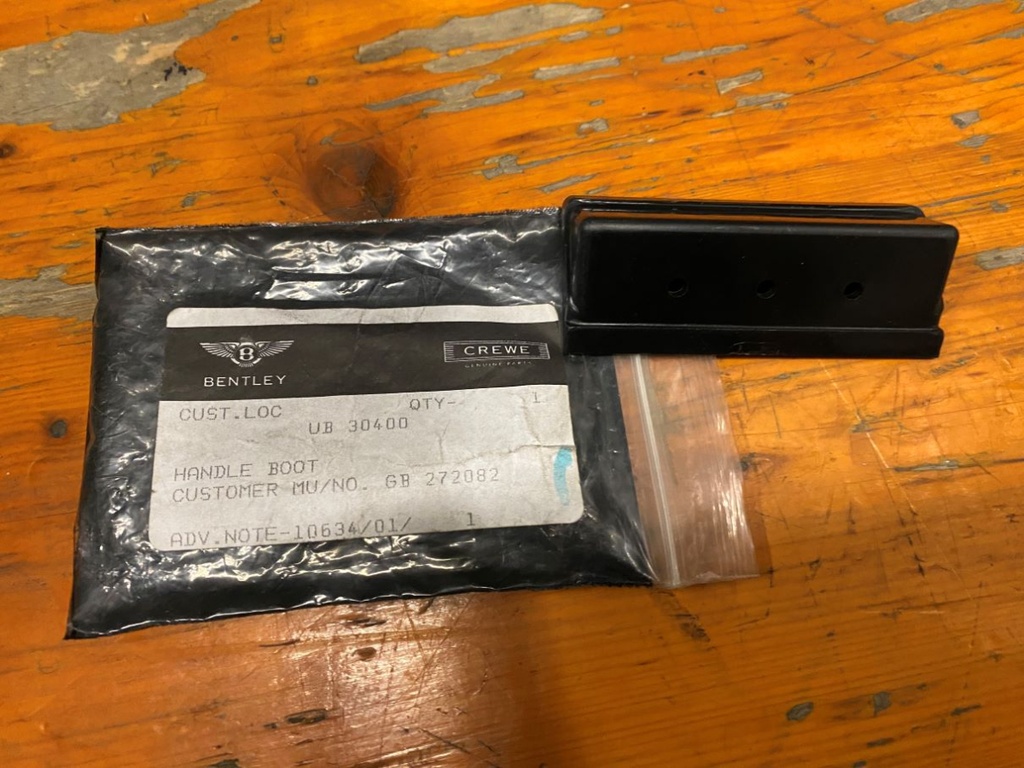 B
BENTLEY
CREWE
GENUINE PARTS
CUST.LOC QTY- 1
UB 30400
HANDLE BOOT
CUSTOMER MU/NO. GB 272082
ADV.NOTE-10634/01/ 1